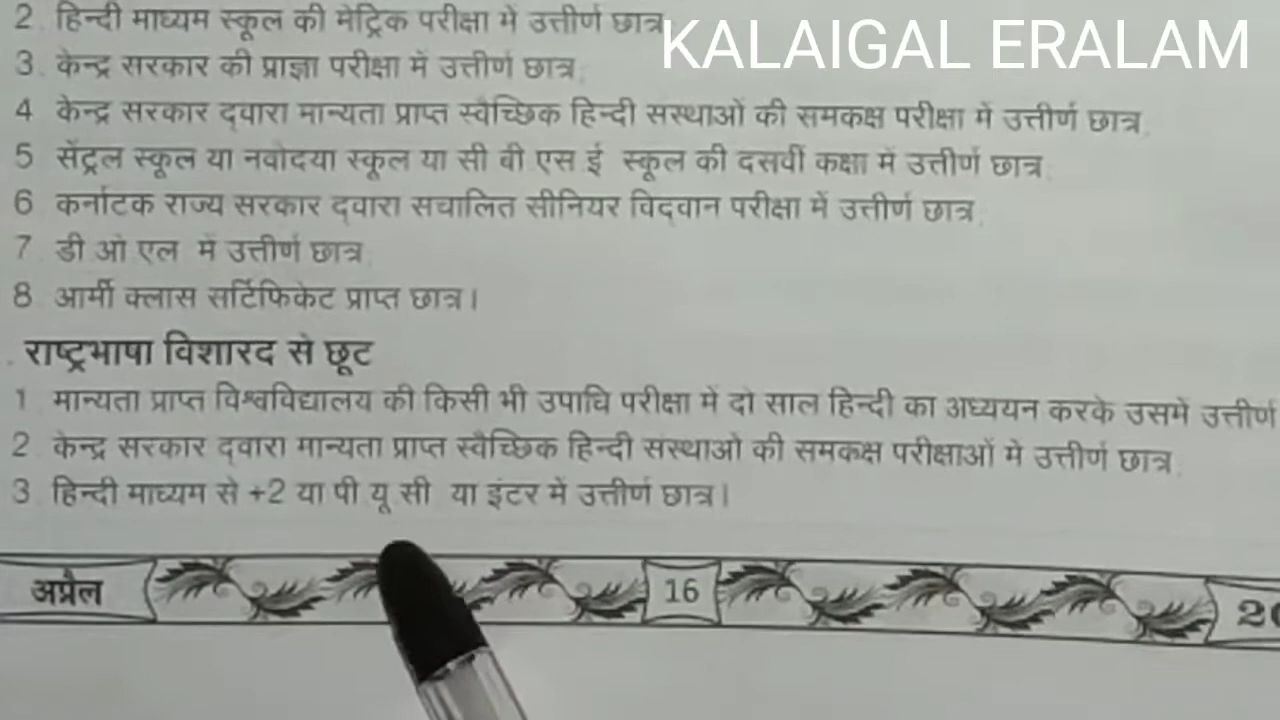 2. हिन्दी माध्यम स्कूल की मेट्रिक परीक्षा में उत्तीर्ण छात्र
KALAIGAL ERALAM
3. केन्द्र सरकार की प्राज्ञा परीक्षा में उत्तीर्ण छात्र
4 केन्द्र सरकार द्वारा मान्यता प्राप्त स्वैच्छिक हिन्दी संस्थाओं की समकक्ष परीक्षा में उत्तीर्ण छात्र
5 सेंट्रल स्कूल या नवोदया स्कूल या सी बी एस ई स्कूल की दसवीं कक्षा में उत्तीर्ण छात्र
6 कर्नाटक राज्य सरकार द्वारा संचालित सीनियर विद्वान परीक्षा में उत्तीर्ण छात्र
7 डी ओ एल में उत्तीर्ण छात्र
8 आर्मी क्लास सर्टिफिकेट प्राप्त छात्र।
राष्ट्रभाषा विशारद से छूट
1 मान्यता प्राप्त विश्वविद्यालय की किसी भी उपाधि परीक्षा में दो साल हिन्दी का अध्ययन करके उसमें उत्तीर्ण
2 केन्द्र सरकार द्वारा मान्यता प्राप्त स्वैच्छिक हिन्दी संस्थाओं की समकक्ष परीक्षाओं में उत्तीर्ण छात्र
3 हिन्दी माध्यम से +2 या पी यू सी या इंटर में उत्तीर्ण छात्र।
अप्रैल 16